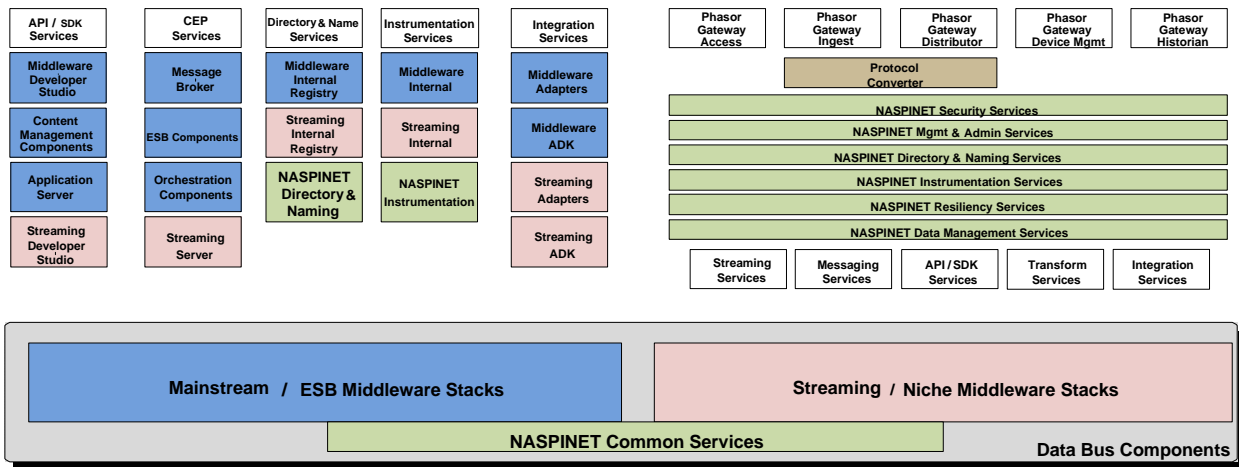 API / SDK
Services
Middleware
Developer
Studio
Content
Management
Components
Application
Server
Streaming
Developer
Studio
CEP
Services
Message
Broker
ESB Components
Orchestration
Components
Streaming
Server
Directory & Name
Services
Middleware
Internal
Registry
Streaming
Internal
Registry
NASPINET
Directory &
Naming
Instrumentation
Services
Middleware
Internal
Streaming
Internal
NASPINET
Instrumentation
Integration
Services
Middleware
Adapters
Middleware
ADK
Streaming
Adapters
Streaming
ADK
Phasor
Gateway
Access
Phasor
Gateway
Ingest
Phasor
Gateway
Distributor
Phasor
Gateway
Device Mgmt
Phasor
Gateway
Historian
Protocol
Converter
NASPINET Security Services
NASPINET Mgmt & Admin Services
NASPINET Directory & Naming Services
NASPINET Instrumentation Services
NASPINET Resiliency Services
NASPINET Data Management Services
Streaming
Services
Messaging
Services
API / SDK
Services
Transform
Services
Integration
Services
Mainstream / ESB Middleware Stacks
Streaming / Niche Middleware Stacks
NASPINET Common Services
Data Bus Components